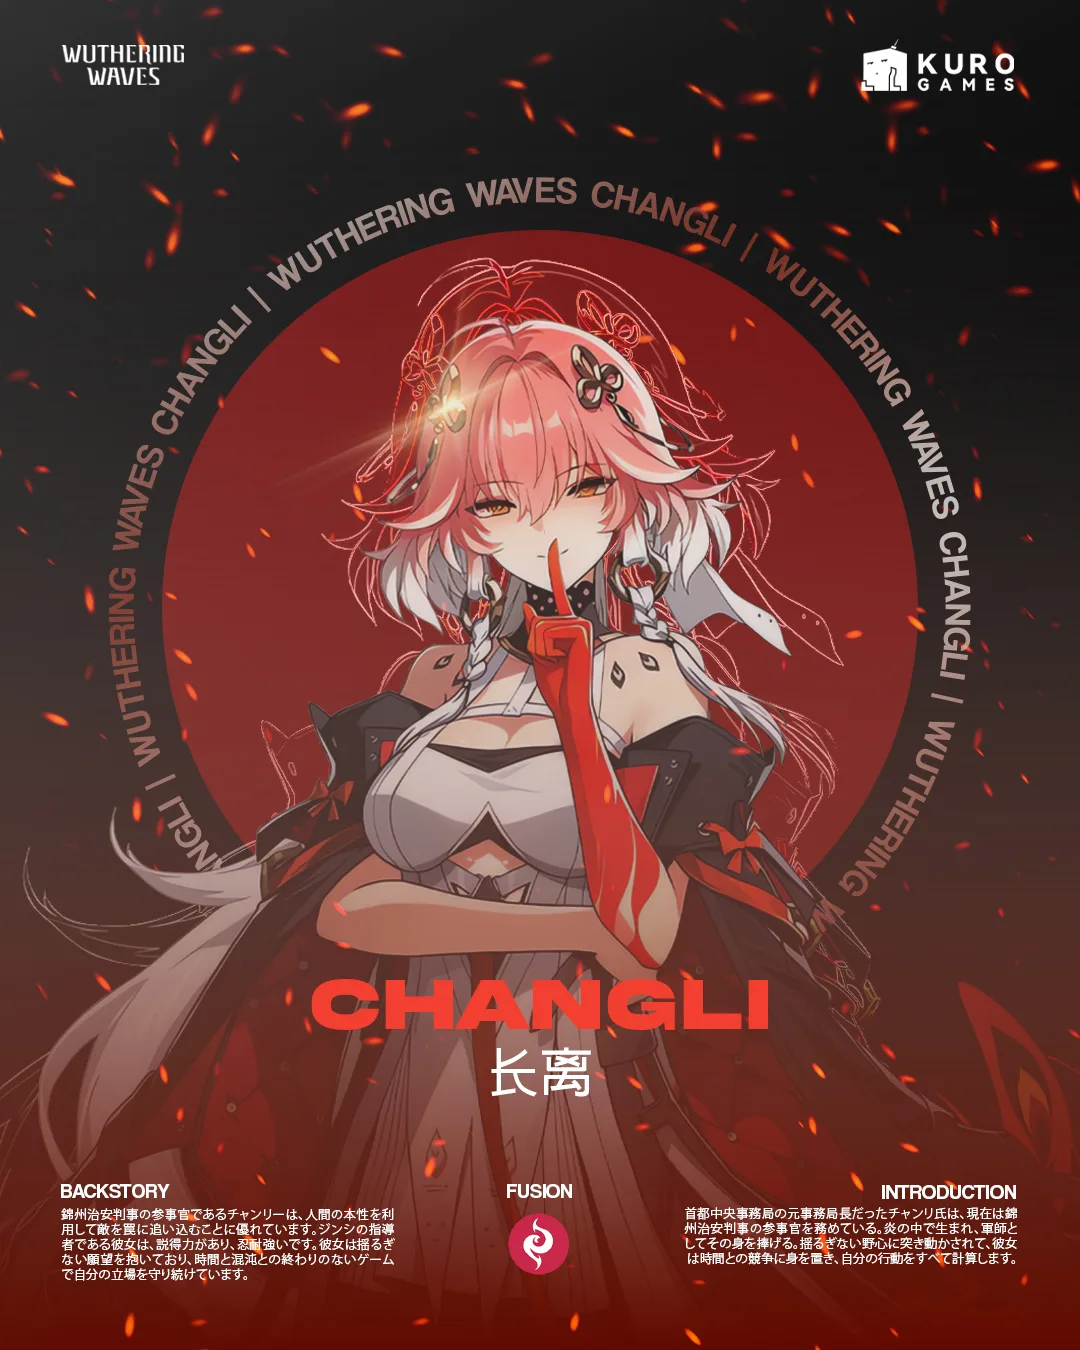 WUTHERING
WAVES
KURO
GAMES
NGLI | WUTHERING WAVES CHANGLI | WUTHERING WAVES CHANGLI | WUTHERING WAVES CHANGLI | WUTHERING W
CHANGLI
长离
BACKSTORY
錦州治安判事の参事官であるチャンリーは、人間の本性を利
用して敵を罠に追い込むことに優れています。ジンシの指導
者である彼女は、説得力があり、忍耐強いです。彼女は揺るぎ
ない願望を抱いており、時間と混沌との終わりのないゲーム
で自分の立場を守り続けています。
FUSION
INTRODUCTION
首都中央事務局の元事務局長だったチャンリ氏は、現在は錦
州治安判事の参事官を務めている。炎の中で生まれ、軍師と
してその身を捧げる。揺るぎない野心に突き動かされて、彼女
は時間との競争に身を置き、自分の行動をすべて計算します。